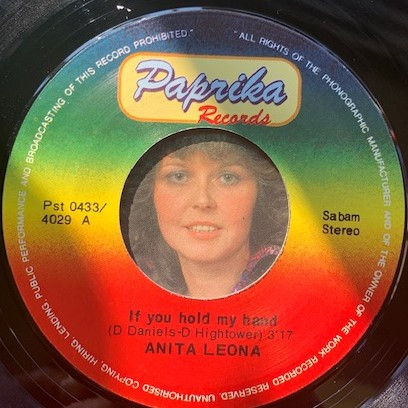 Paprika
Records
Pst 0433/
4029 A
Sabam
Stereo
If you hold my hand
(D Daniels-D Hightower) 3'17
ANITA LEONA
"ALL RIGHTS OF THE PHONOGRAPHIC MANUFACTURER AND OF THE OWNER OF THE WORK RECORDED RESERVED. UNAUTHORISED COPYING, HIRING, LENDING, PUBLIC PERFORMANCE AND BROADCASTING OF THIS RECORD PROHIBITED."